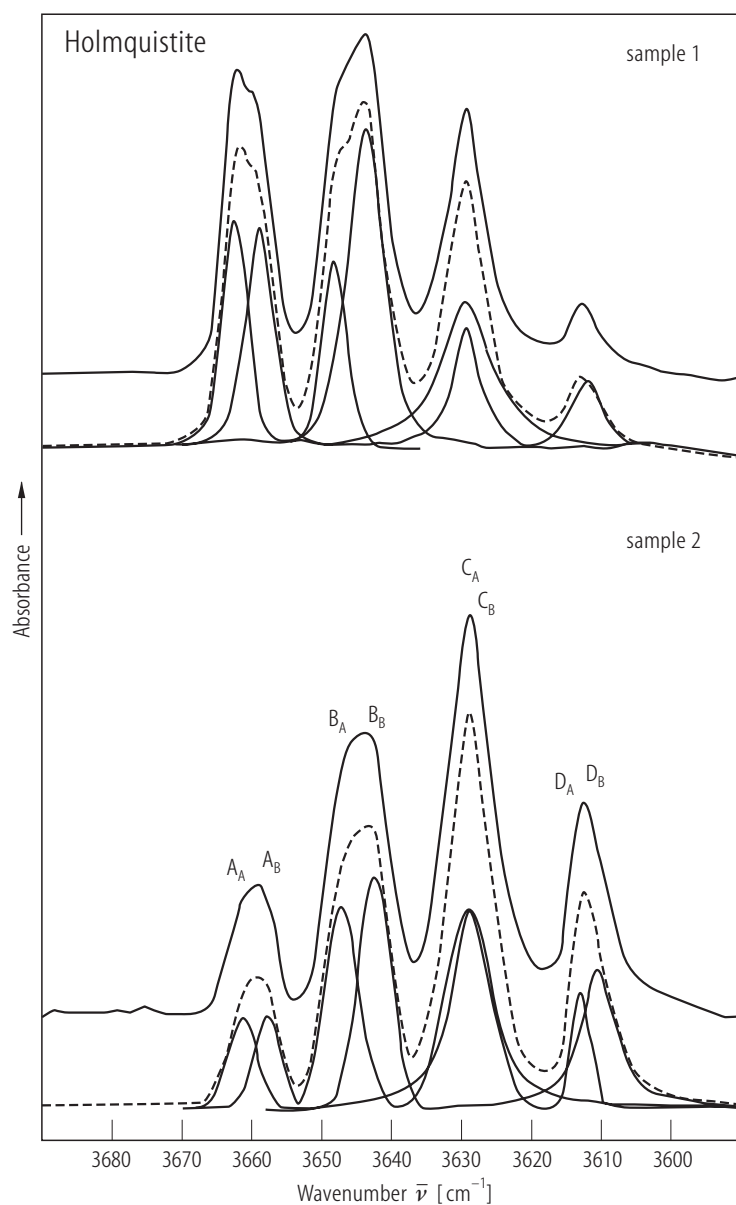 Holmquistite
sample 1
Absorbance
sample 2
C_A
C_B
B_A B_B
D_A D_B
A_A A_B
3680 3670 3660 3650 3640 3630 3620 3610 3600
Wavenumber ν̅ [cm⁻¹]